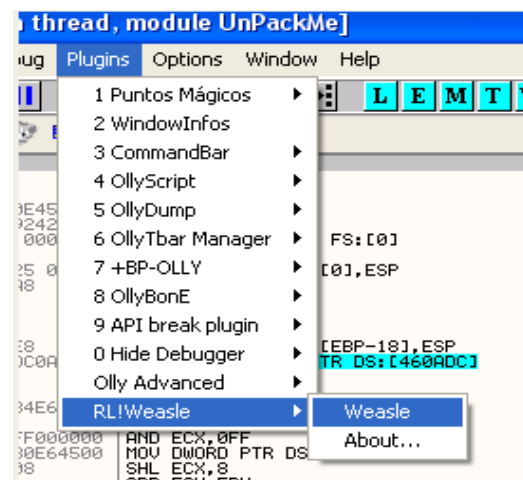 thread, module UnPackMe]
ug Plugins Options Window Help
L E M T
1 Puntos Mágicos
2 WindowInfos
3 CommandBar
4 OllyScript
5 OllyDump
6 OllyTbar Manager
FS:[0]
7 +BP-OLLY
[0],ESP
8 OllyBonE
9 API break plugin
[EBP-18],ESP
0 Hide Debugger
TR DS:[460ADC]
Olly Advanced
RL!Weasle
Weasle
About...
FF000000 AND ECX,0FF
80E64500 MOV DWORD PTR DS
08 SHL ECX,8